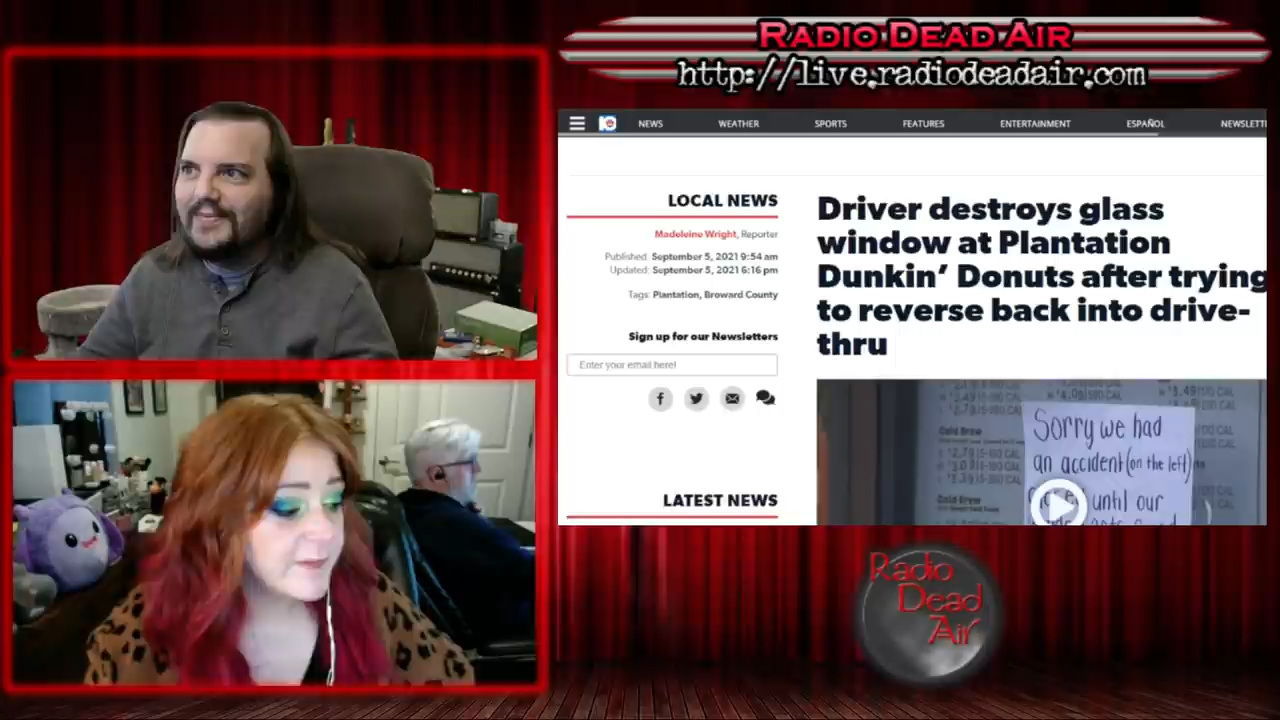 RADIO DEAD AIR
http://live.radiodeadair.com
10
NEWS
WEATHER
SPORTS
FEATURES
ENTERTAINMENT
ESPAÑOL
LOCAL NEWS
Madeleine Wright, Reporter
Published: September 5, 2021 9:54 am
Updated: September 5, 2021 6:16 pm
Tags: Plantation, Broward County
Sign up for our Newsletters
Enter your email here!
LATEST NEWS
Driver destroys glass
window at Plantation
Dunkin’ Donuts after trying
to reverse back into drive-
thru
Cold Brew
Sorry we had
an accident (on the left)
until our
Radio
Dead
Air